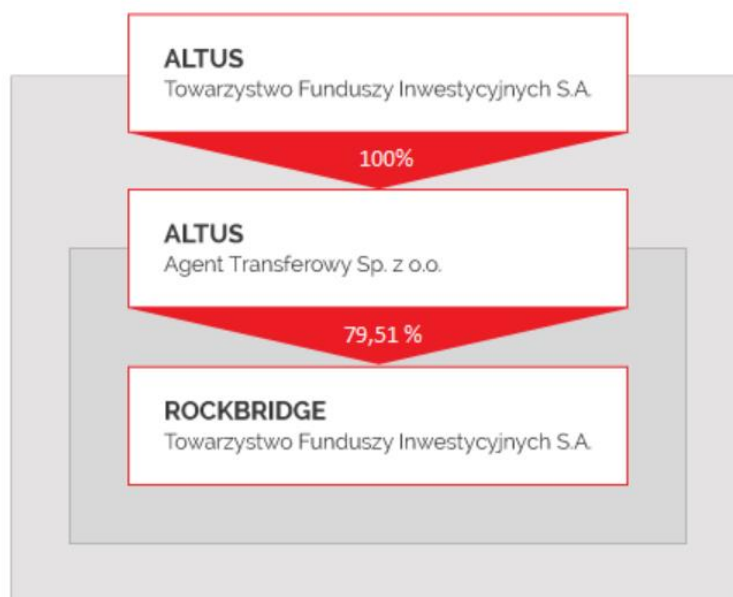 ALTUS
Towarzystwo Funduszy Inwestycyjnych S.A.
100%
ALTUS
Agent Transferowy Sp. z o.o.
79,51 %
ROCKBRIDGE
Towarzystwo Funduszy Inwestycyjnych S.A.